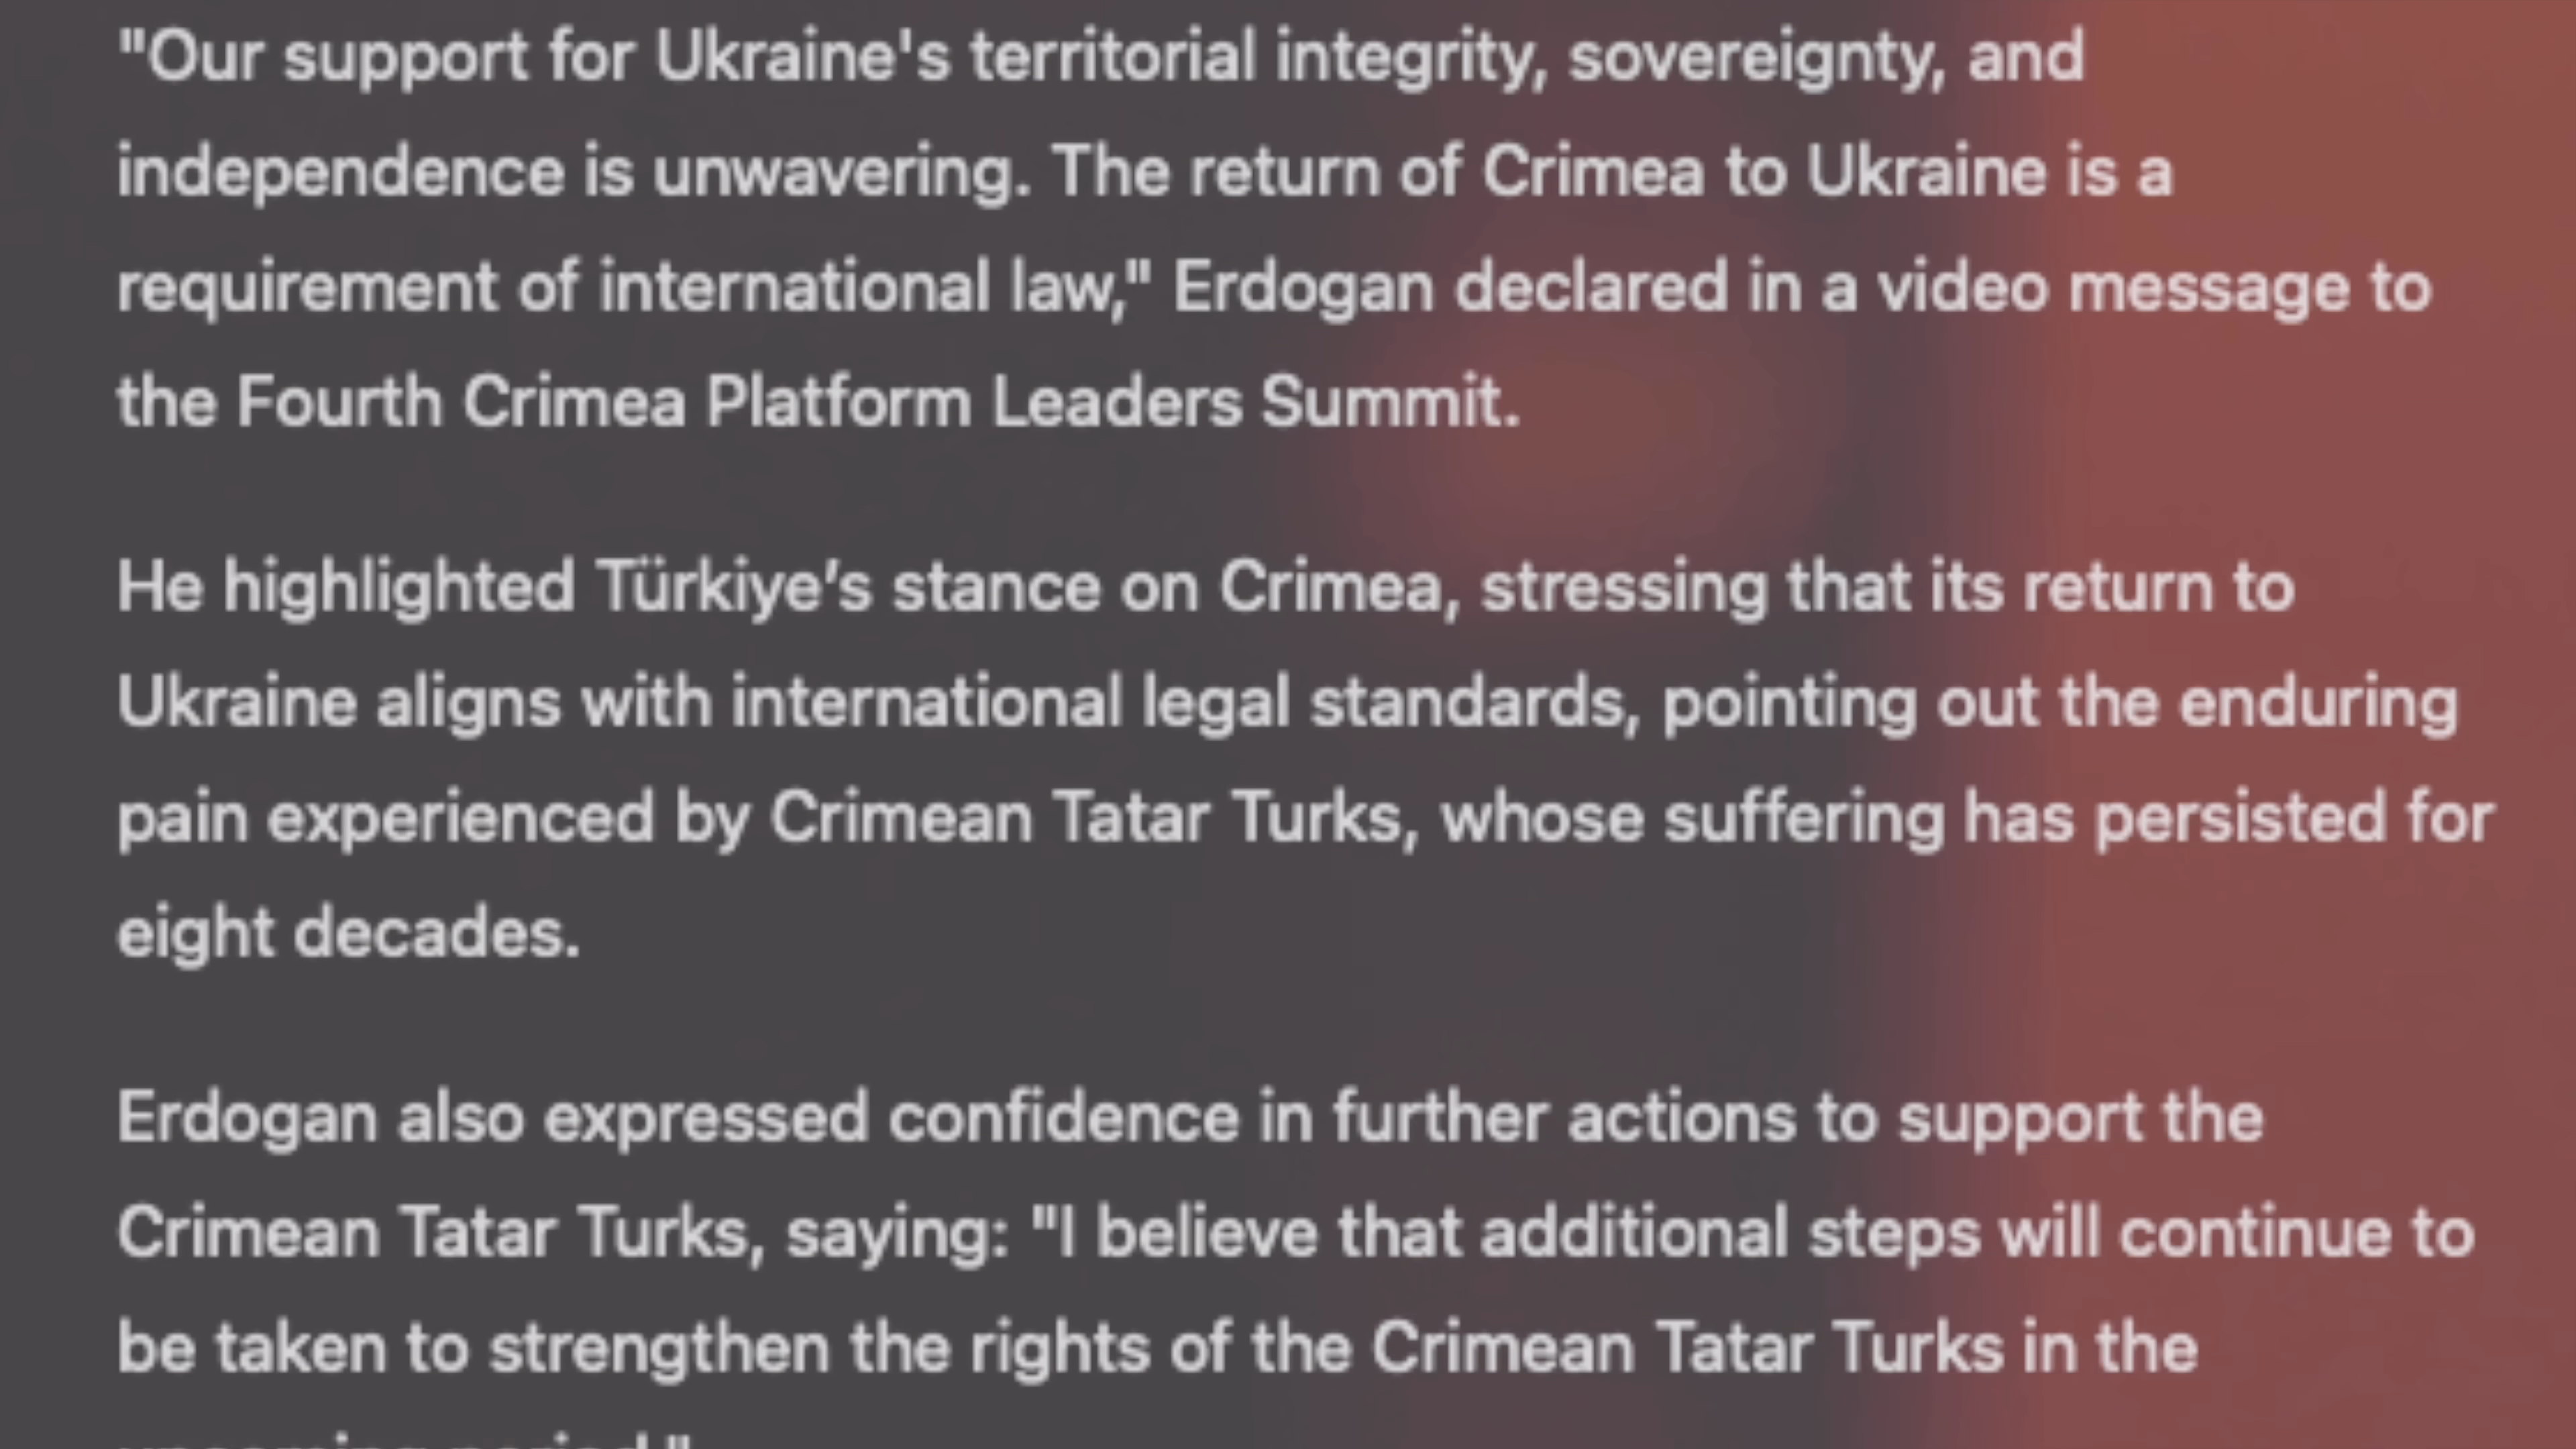 "Our support for Ukraine's territorial integrity, sovereignty, and
independence is unwavering. The return of Crimea to Ukraine is a
requirement of international law," Erdogan declared in a video message to
the Fourth Crimea Platform Leaders Summit.
He highlighted Türkiye’s stance on Crimea, stressing that its return to
Ukraine aligns with international legal standards, pointing out the enduring
pain experienced by Crimean Tatar Turks, whose suffering has persisted for
eight decades.
Erdogan also expressed confidence in further actions to support the
Crimean Tatar Turks, saying: "I believe that additional steps will continue to
be taken to strengthen the rights of the Crimean Tatar Turks in the